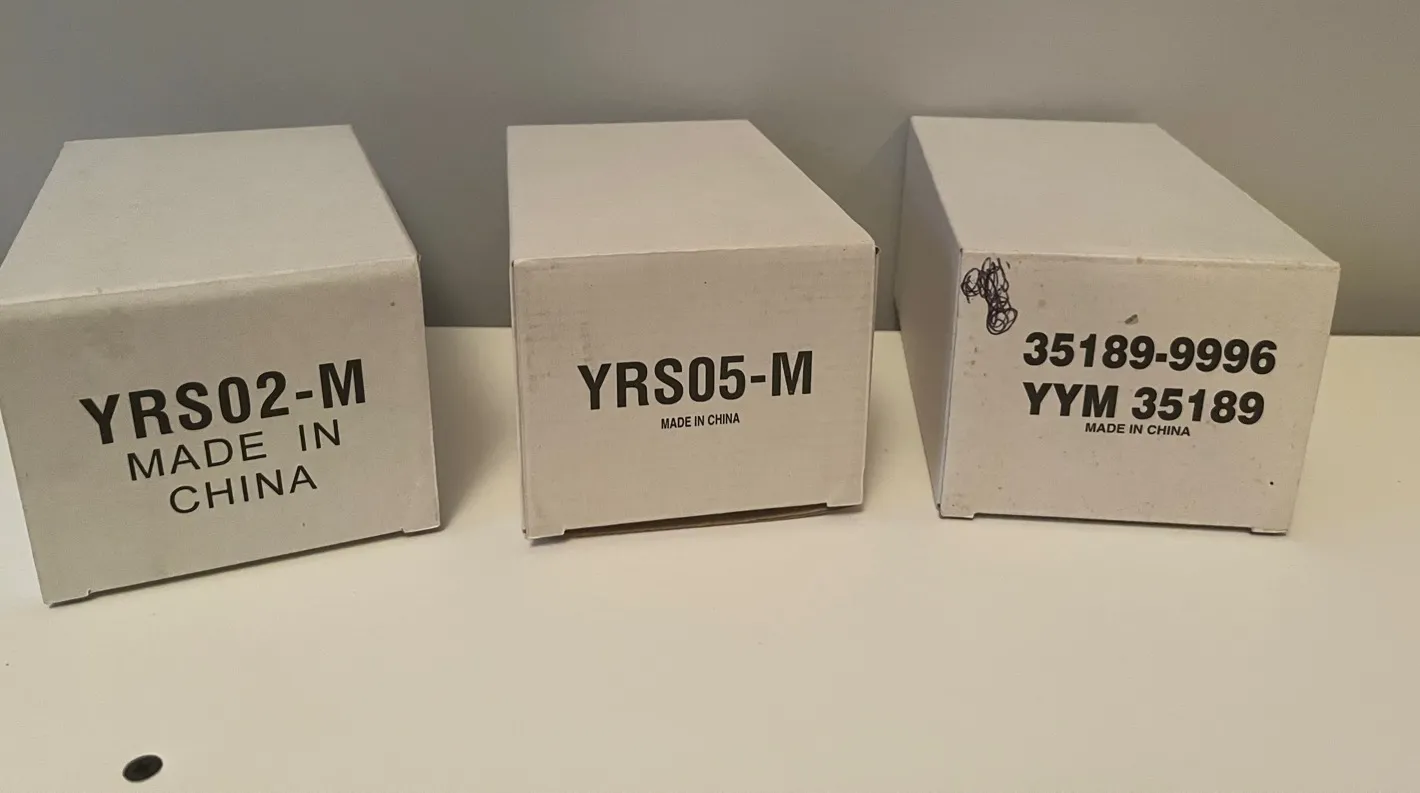 YRS02-M
MADE IN
CHINA
YRS05-M
MADE IN CHINA
35189-9996
YYM 35189
MADE IN CHINA